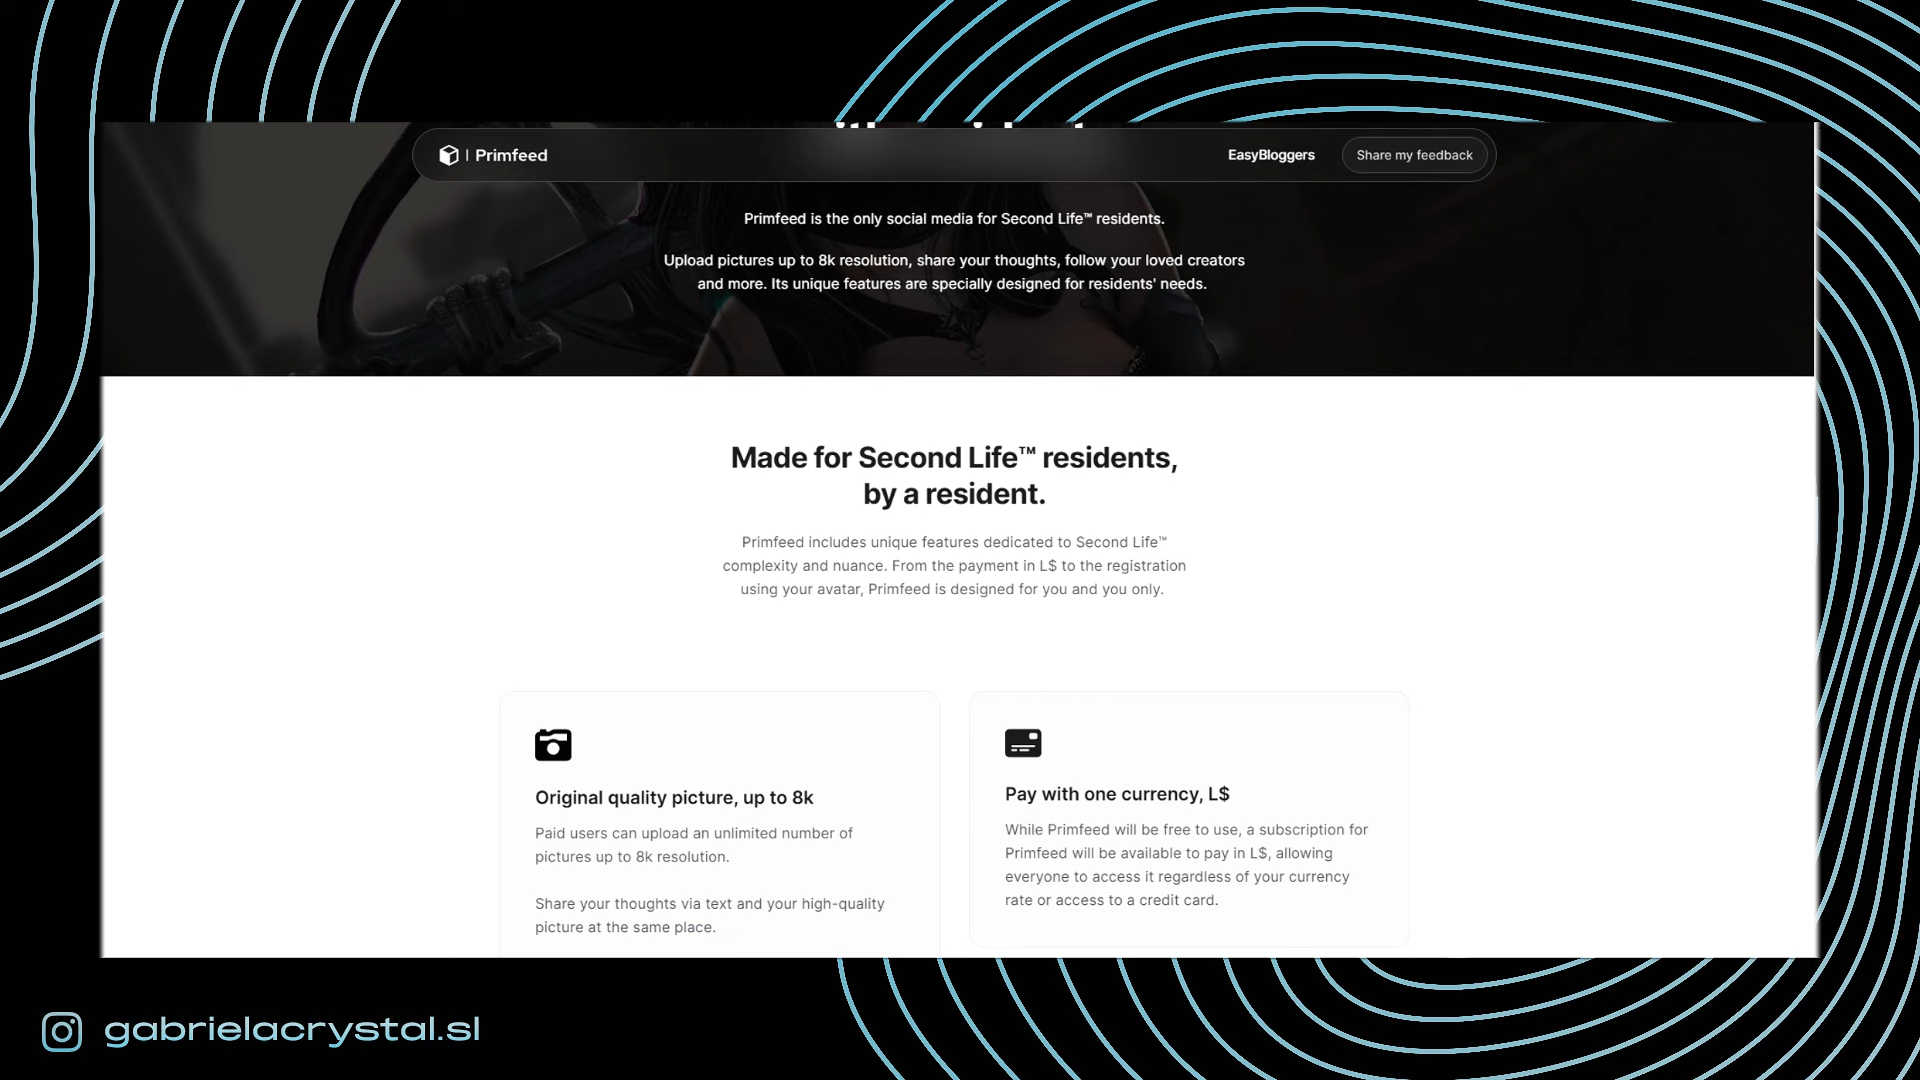 Primfeed
EasyBloggers
Share my feedback
Primfeed is the only social media for Second Life™ residents.
Upload pictures up to 8k resolution, share your thoughts, follow your loved creators
and more. Its unique features are specially designed for residents' needs.
Made for Second Life™ residents,
by a resident.
Primfeed includes unique features dedicated to Second Life™
complexity and nuance. From the payment in L$ to the registration
using your avatar, Primfeed is designed for you and you only.
Original quality picture, up to 8k
Paid users can upload an unlimited number of
pictures up to 8k resolution.
Share your thoughts via text and your high-quality
picture at the same place.
Pay with one currency, L$
While Primfeed will be free to use, a subscription for
Primfeed will be available to pay in L$, allowing
everyone to access it regardless of your currency
rate or access to a credit card.
gabrielacrystal.sl